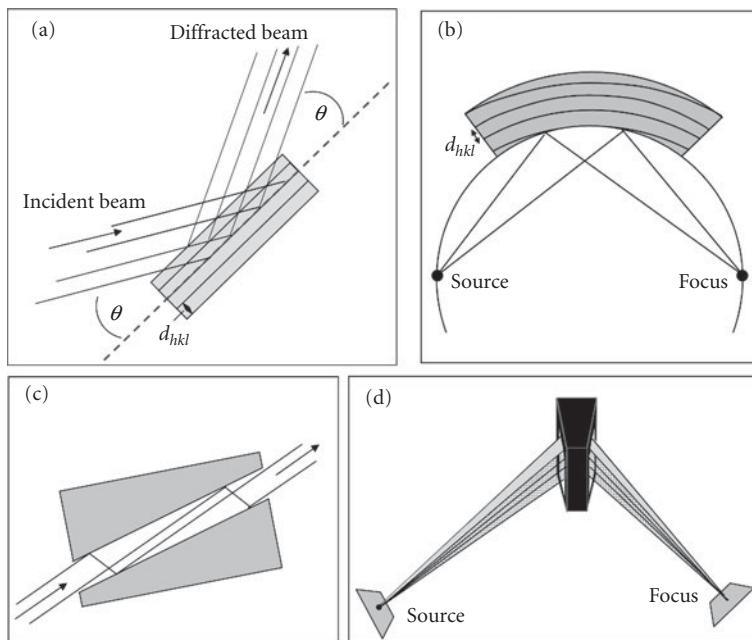 (a)
Diffracted beam
θ
Incident beam
θ
d_hkl
(b)
d_hkl
Source
Focus
(c)
(d)
Source
Focus